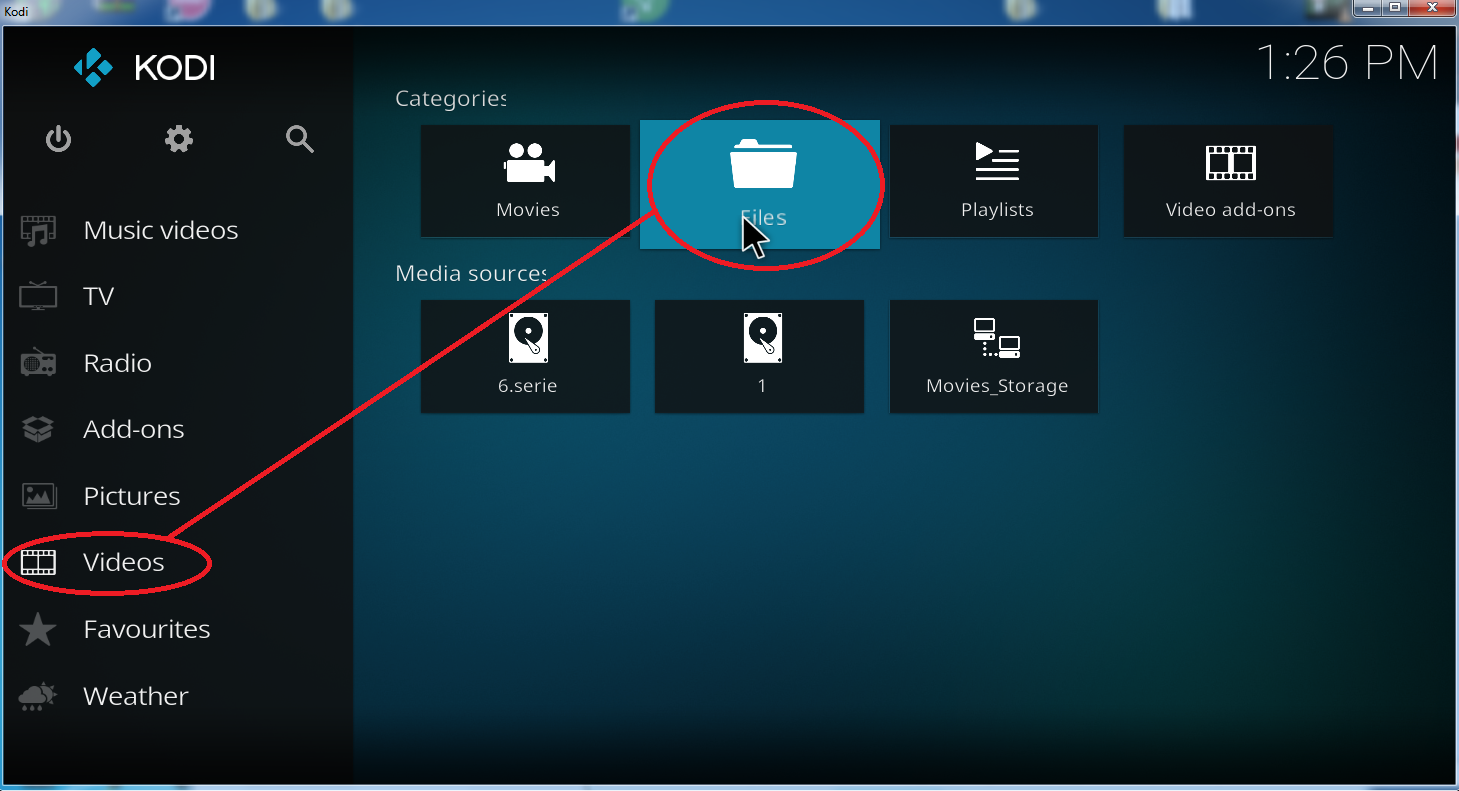 Kodi
KODI
1:26 PM
Categories
Movies
Files
Playlists
Video add-ons
Media sources
6.serie
1
Movies_Storage
Music videos
TV
Radio
Add-ons
Pictures
Videos
Favourites
Weather